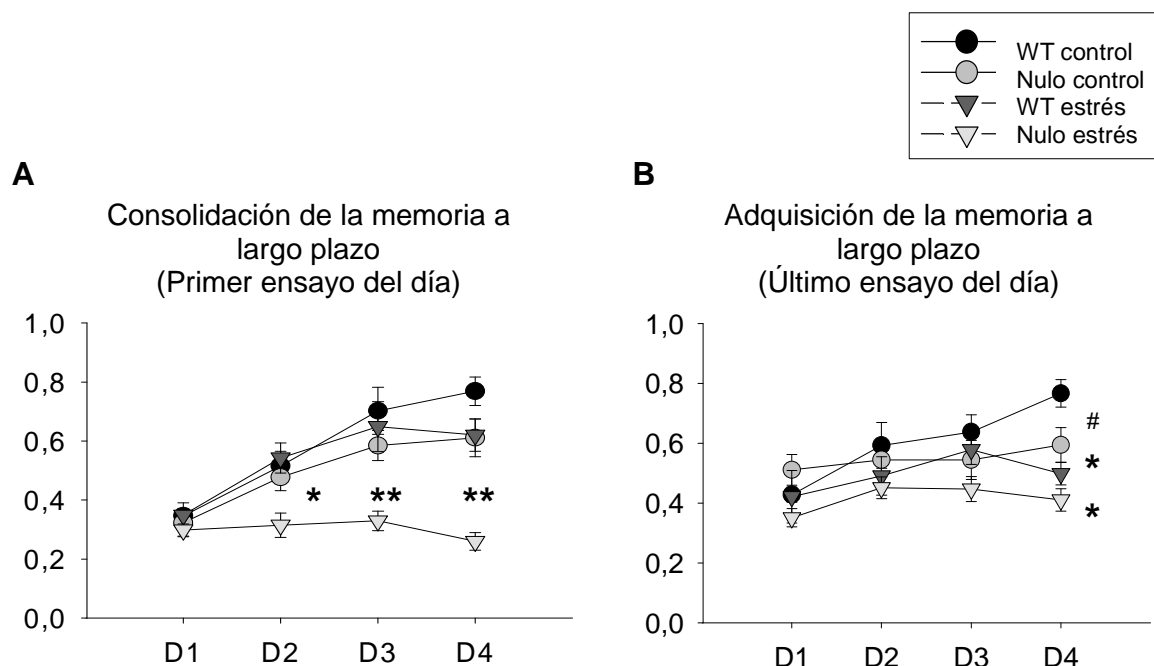 WT control
Nulo control
WT estrés
Nulo estrés
A
Consolidación de la memoria a
largo plazo
(Primer ensayo del día)
1,0
0,8
0,6
0,4
0,2
0,0
* ** **
D1 D2 D3 D4
B
Adquisición de la memoria a
largo plazo
(Último ensayo del día)
1,0
0,8
0,6
0,4
0,2
0,0
#
*
*
D1 D2 D3 D4